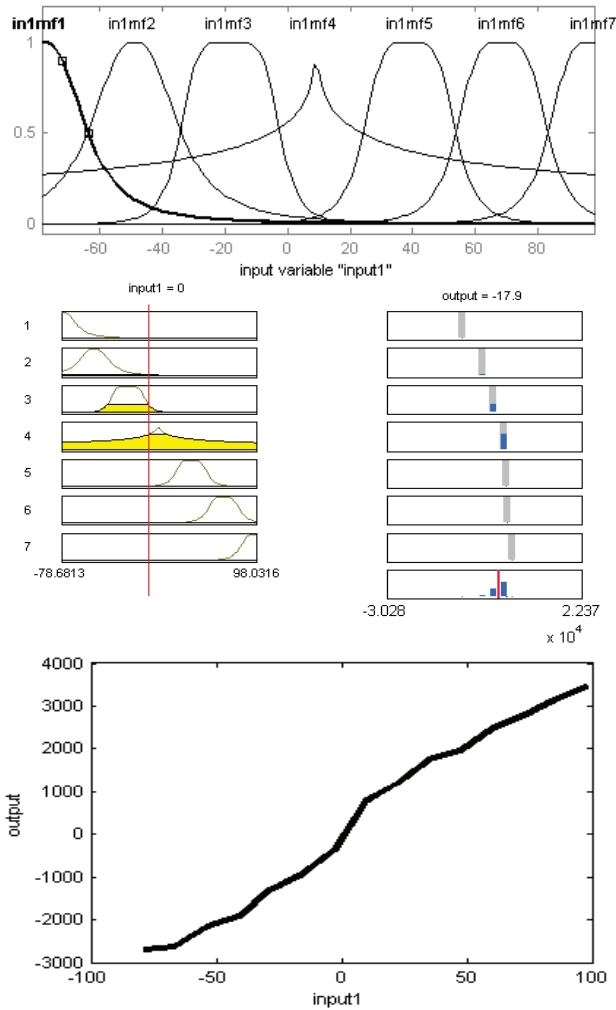 in1mf1 in1mf2 in1mf3 in1mf4 in1mf5 in1mf6 in1mf7
1
0.5
0
-60 -40 -20 0 20 40 60 80
input variable "input1"
input1 = 0
output = -17.9
1
2
3
4
5
6
7
-78.6813 98.0316
-3.028 2.237
x 10^4
4000
3000
2000
1000
0
-1000
-2000
-3000
output
-100 -50 0 50 100
input1